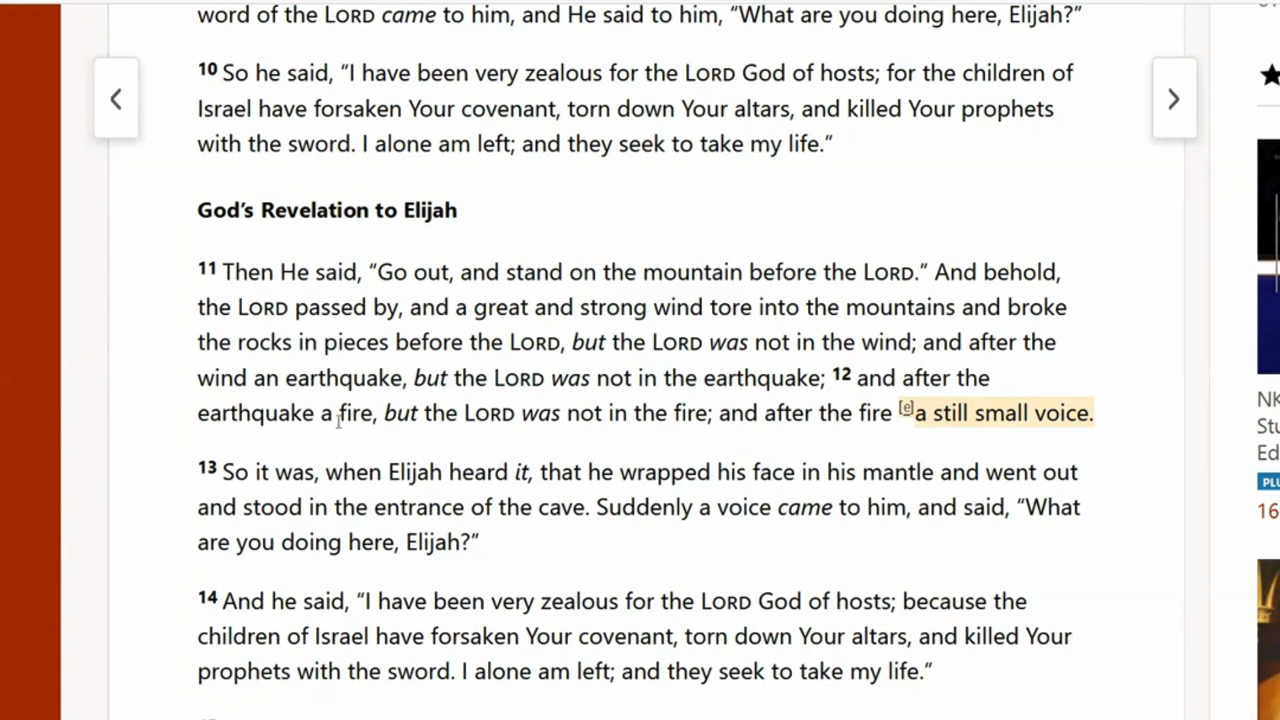 word of the LORD came to him, and He said to him, “What are you doing here, Elijah?”
10 So he said, “I have been very zealous for the LORD God of hosts; for the children of
Israel have forsaken Your covenant, torn down Your altars, and killed Your prophets
with the sword. I alone am left; and they seek to take my life.”
God’s Revelation to Elijah
11 Then He said, “Go out, and stand on the mountain before the LORD.” And behold,
the LORD passed by, and a great and strong wind tore into the mountains and broke
the rocks in pieces before the LORD, but the LORD was not in the wind; and after the
wind an earthquake, but the LORD was not in the earthquake; 12 and after the
earthquake a fire, but the LORD was not in the fire; and after the fire [e]a still small voice.
13 So it was, when Elijah heard it, that he wrapped his face in his mantle and went out
and stood in the entrance of the cave. Suddenly a voice came to him, and said, “What
are you doing here, Elijah?”
14 And he said, “I have been very zealous for the LORD God of hosts; because the
children of Israel have forsaken Your covenant, torn down Your altars, and killed Your
prophets with the sword. I alone am left; and they seek to take my life.”
NK
Stu
Ed
PLU
16